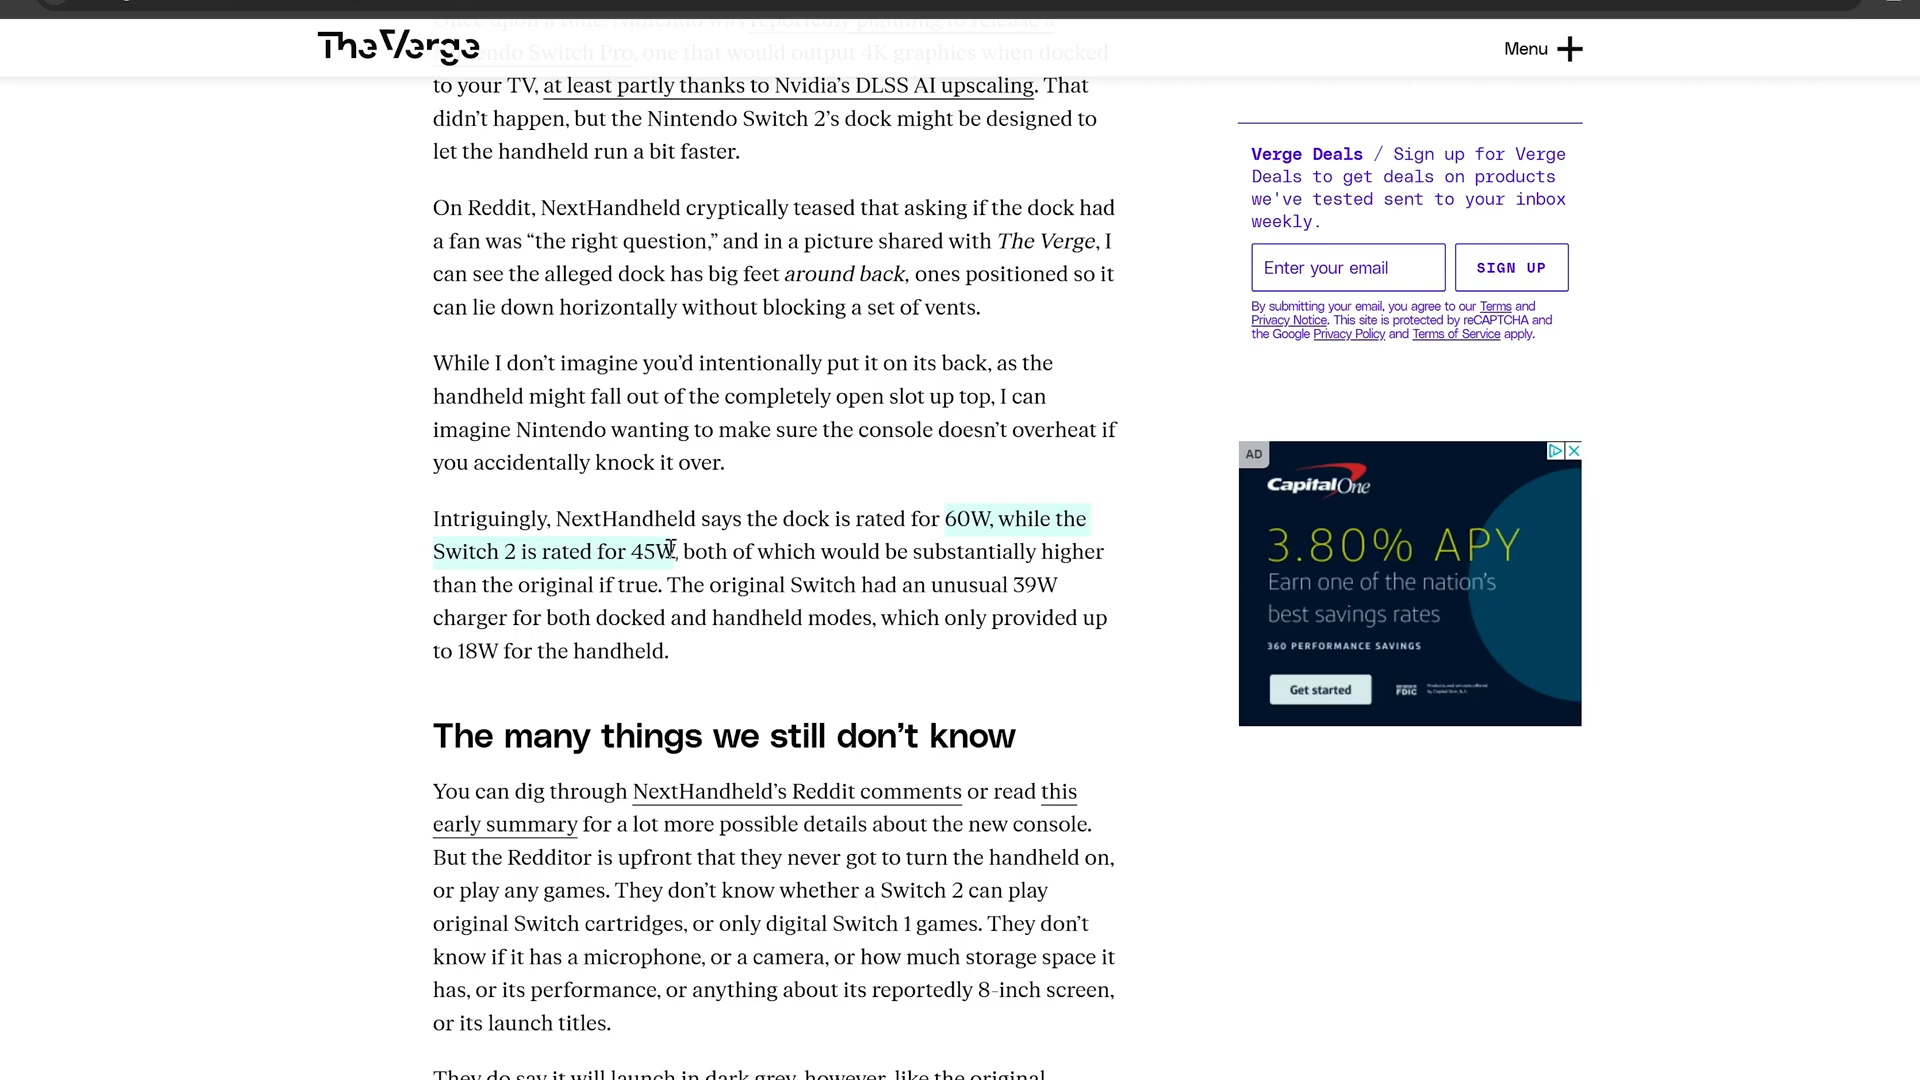 Once upon a time, Nintendo was reportedly planning to release a
The Verge
Nintendo Switch Pro, one that would output 4K graphics when docked
Menu
to your TV, at least partly thanks to Nvidia’s DLSS AI upscaling. That
didn’t happen, but the Nintendo Switch 2’s dock might be designed to
let the handheld run a bit faster.
On Reddit, NextHandheld cryptically teased that asking if the dock had
a fan was “the right question,” and in a picture shared with The Verge, I
can see the alleged dock has big feet around back, ones positioned so it
can lie down horizontally without blocking a set of vents.
While I don’t imagine you’d intentionally put it on its back, as the
handheld might fall out of the completely open slot up top, I can
imagine Nintendo wanting to make sure the console doesn’t overheat if
you accidentally knock it over.
Intriguingly, NextHandheld says the dock is rated for 60W, while the
Switch 2 is rated for 45W, both of which would be substantially higher
than the original if true. The original Switch had an unusual 39W
charger for both docked and handheld modes, which only provided up
to 18W for the handheld.
The many things we still don’t know
You can dig through NextHandheld’s Reddit comments or read this
early summary for a lot more possible details about the new console.
But the Redditor is upfront that they never got to turn the handheld on,
or play any games. They don’t know whether a Switch 2 can play
original Switch cartridges, or only digital Switch 1 games. They don’t
know if it has a microphone, or a camera, or how much storage space it
has, or its performance, or anything about its reportedly 8-inch screen,
or its launch titles.
They do say it will launch in dark grey, however, like the original
Verge Deals / Sign up for Verge
Deals to get deals on products
we've tested sent to your inbox
weekly.
Enter your email
SIGN UP
By submitting your email, you agree to our Terms and
Privacy Notice. This site is protected by reCAPTCHA and
the Google Privacy Policy and Terms of Service apply.
AD
Capital One
3.80% APY
Earn one of the nation’s
best savings rates
360 PERFORMANCE SAVINGS
Get started
FDIC